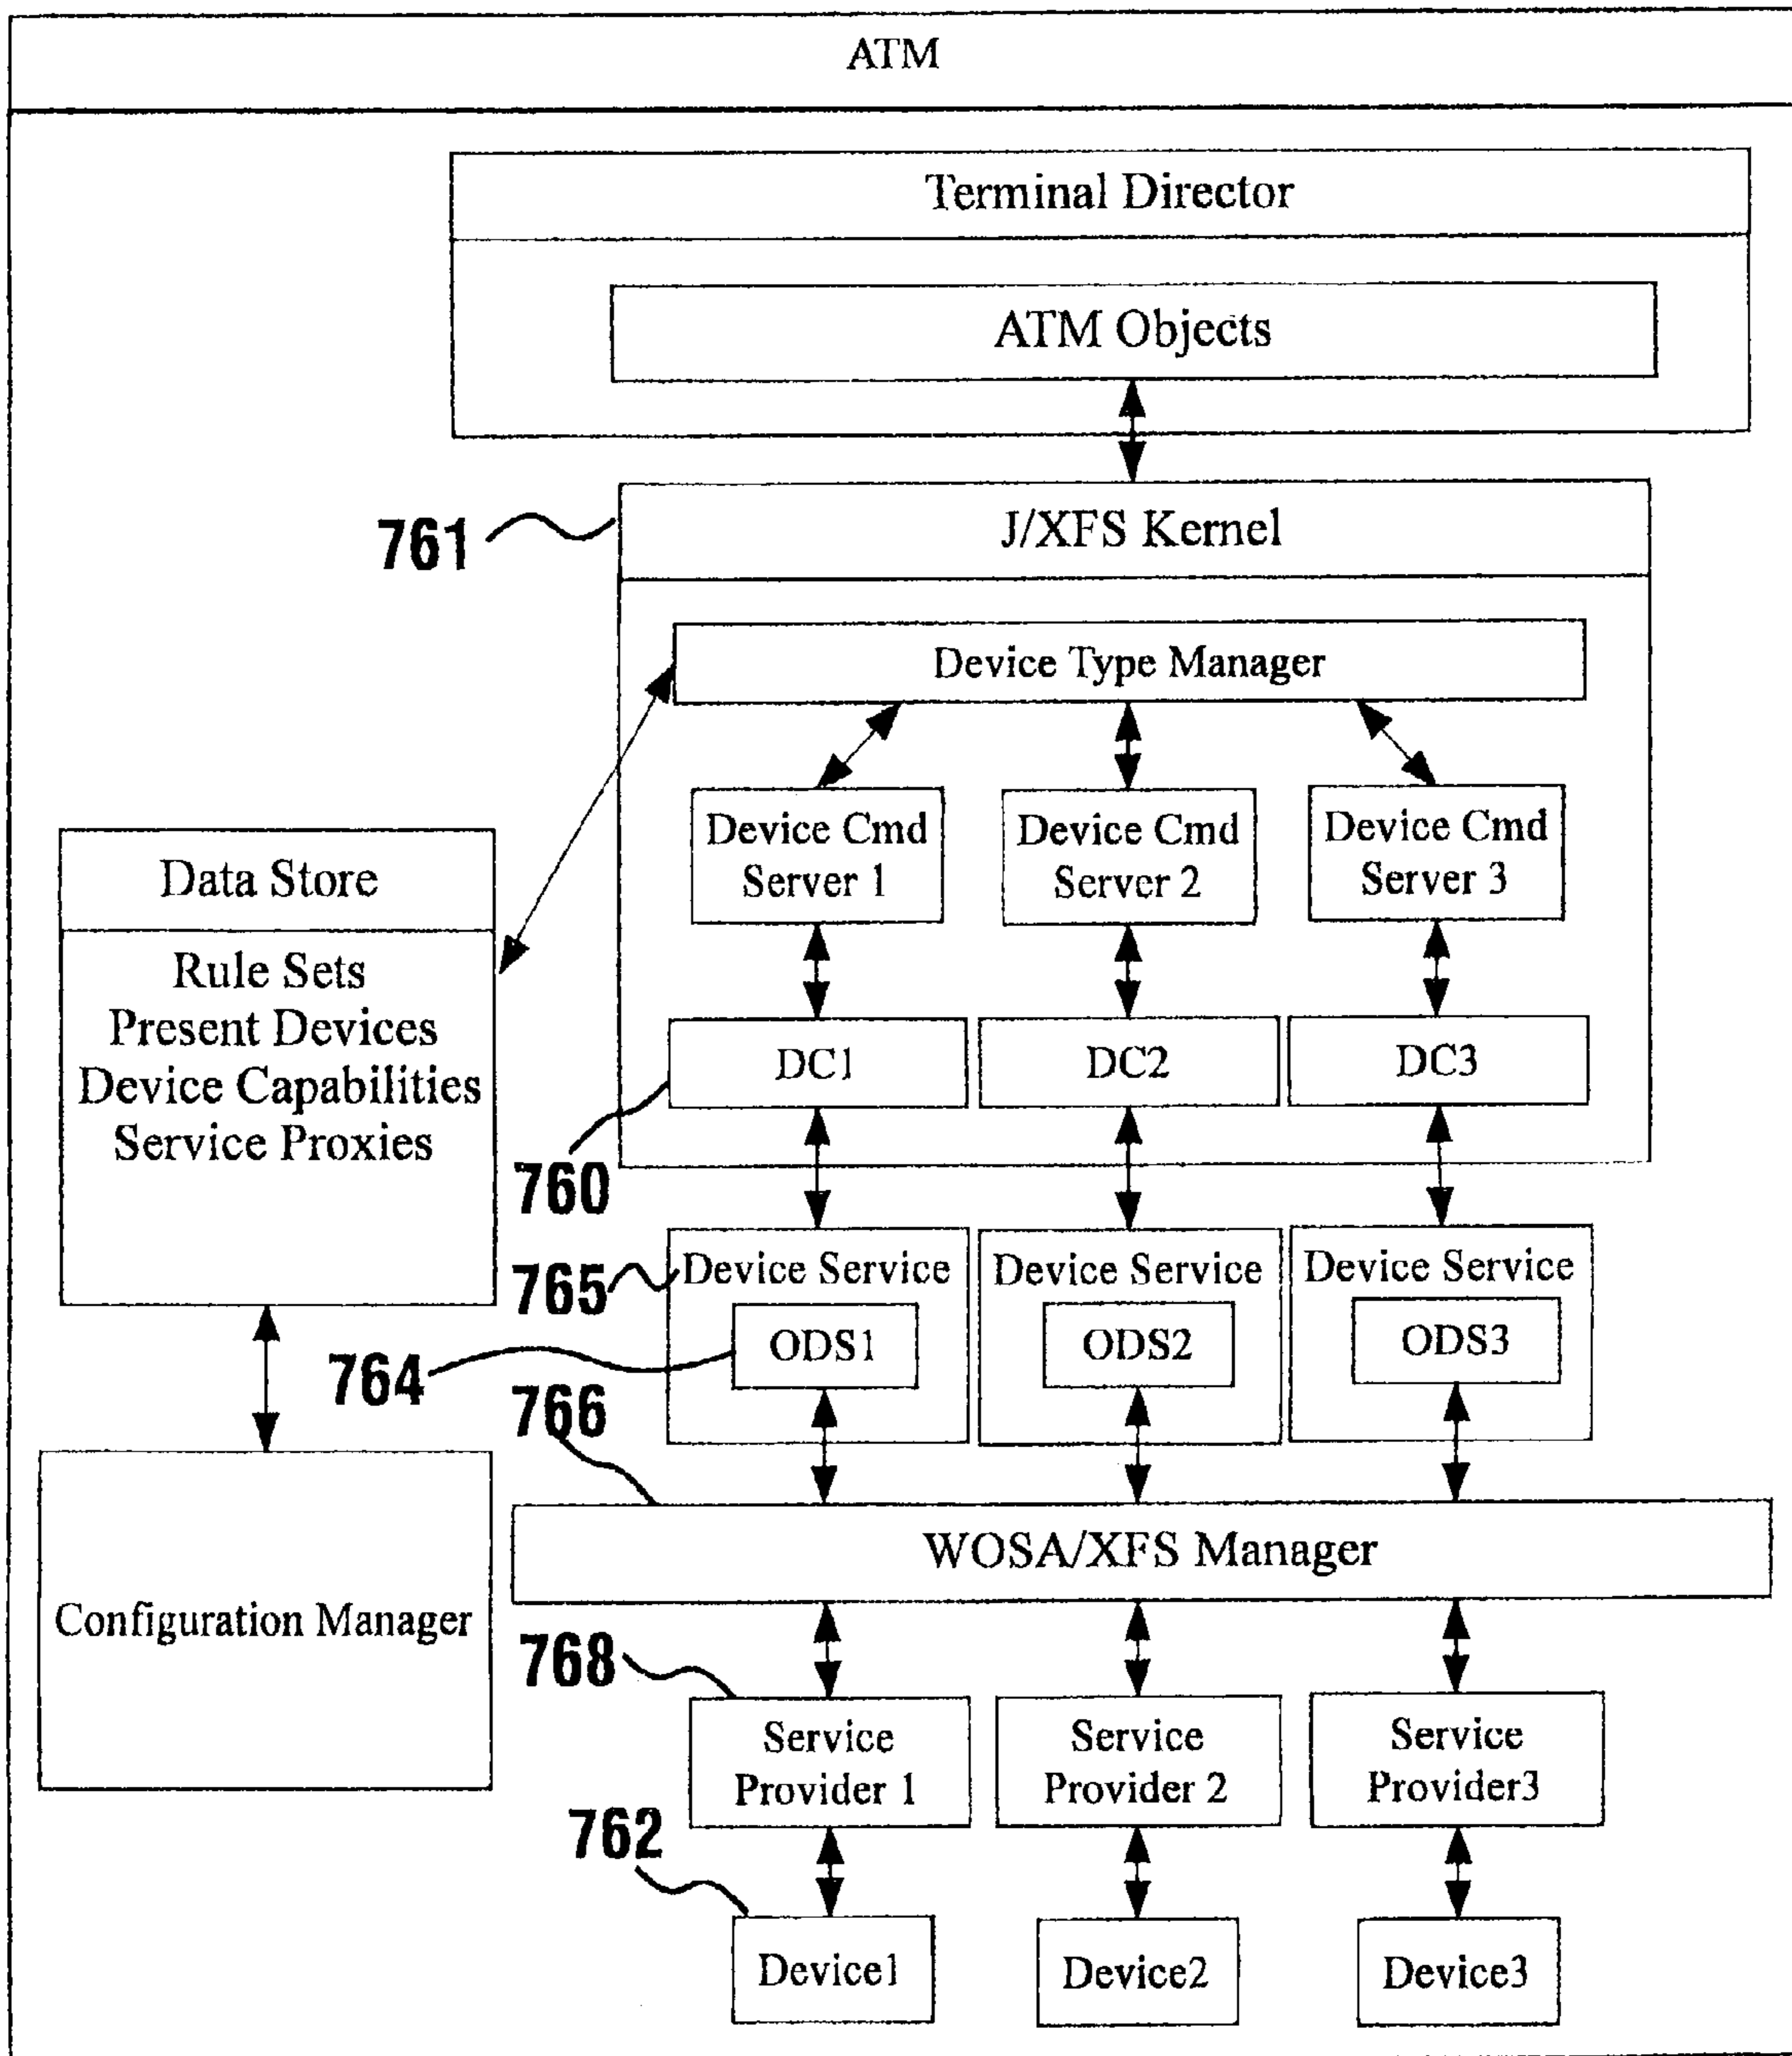 ATM
Terminal Director
ATM Objects
761
J/XFS Kernel
Device Type Manager
Device Cmd
Server 1
Device Cmd
Server 2
Device Cmd
Server 3
Data Store
Rule Sets
Present Devices
Device Capabilities
Service Proxies
DC1
DC2
DC3
760
765
Device Service
ODS1
Device Service
ODS2
Device Service
ODS3
764
766
WOSA/XFS Manager
Configuration Manager
768
Service
Provider 1
Service
Provider 2
Service
Provider3
762
Device1
Device2
Device3